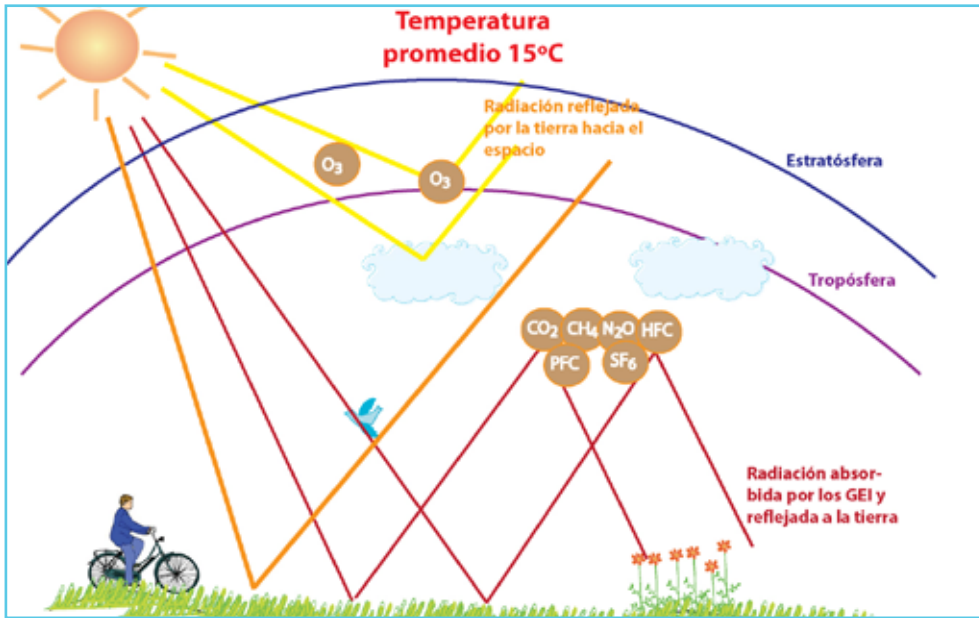 Temperatura
promedio 15ºC
Radiación reflejada
por la tierra hacia el
espacio
O3
O3
Estratósfera
Tropósfera
CO2 CH4 N2O HFC
PFC SF6
Radiación absor-
bida por los GEI y
reflejada a la tierra